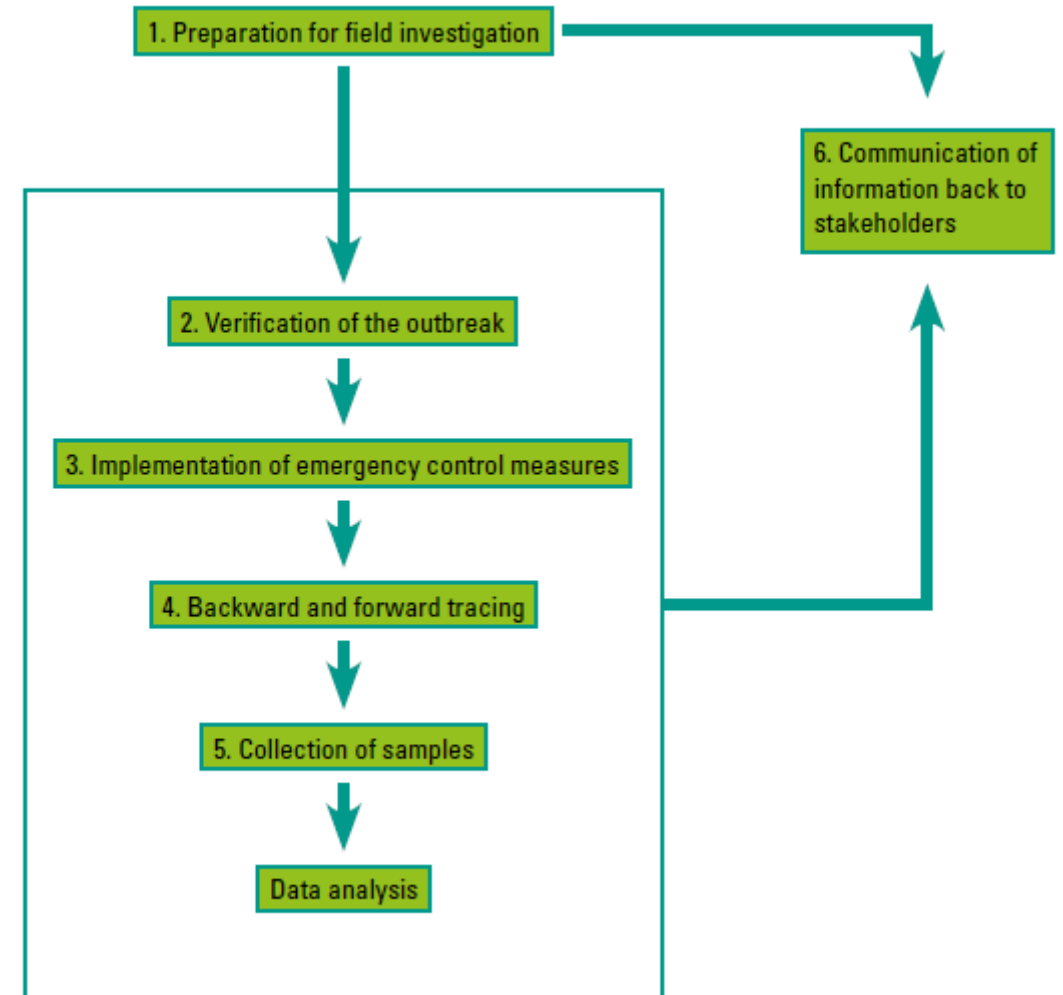 1. Preparation for field investigation
6. Communication of
information back to
stakeholders
2. Verification of the outbreak
3. Implementation of emergency control measures
4. Backward and forward tracing
5. Collection of samples
Data analysis